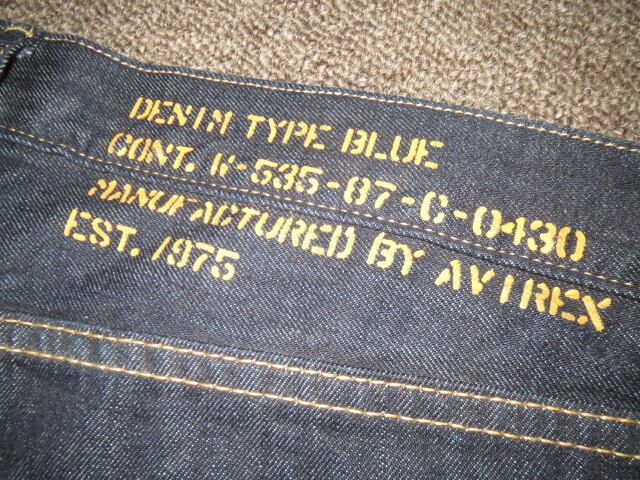 DENIM TYPE BLUE
CONT. W-535-87-C-0430
MANUFACTURED BY AVIREX
EST. 1975